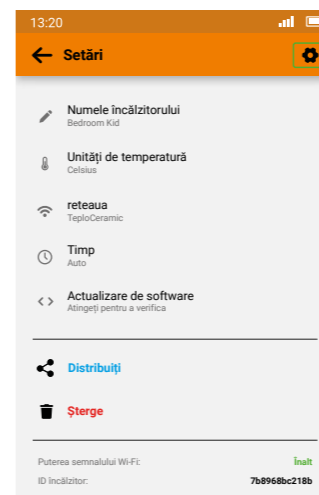 13:20
Setări
Numele încălzitorului
Bedroom Kid
Unități de temperatură
Celsius
reteaua
TeploCeramic
Timp
Auto
Actualizare de software
Atingeți pentru a verifica
Distribuiți
Șterge
Puterea semnalului Wi-Fi: Înalt
ID încălzitor: 7b8968bc218b